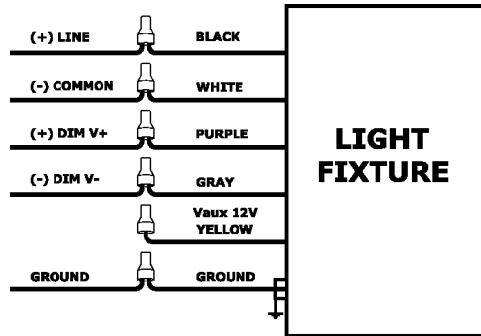 (+) LINE BLACK
(-) COMMON WHITE
(+) DIM V+ PURPLE
(-) DIM V- GRAY
Vaux 12V
YELLOW
GROUND GROUND
LIGHT
FIXTURE